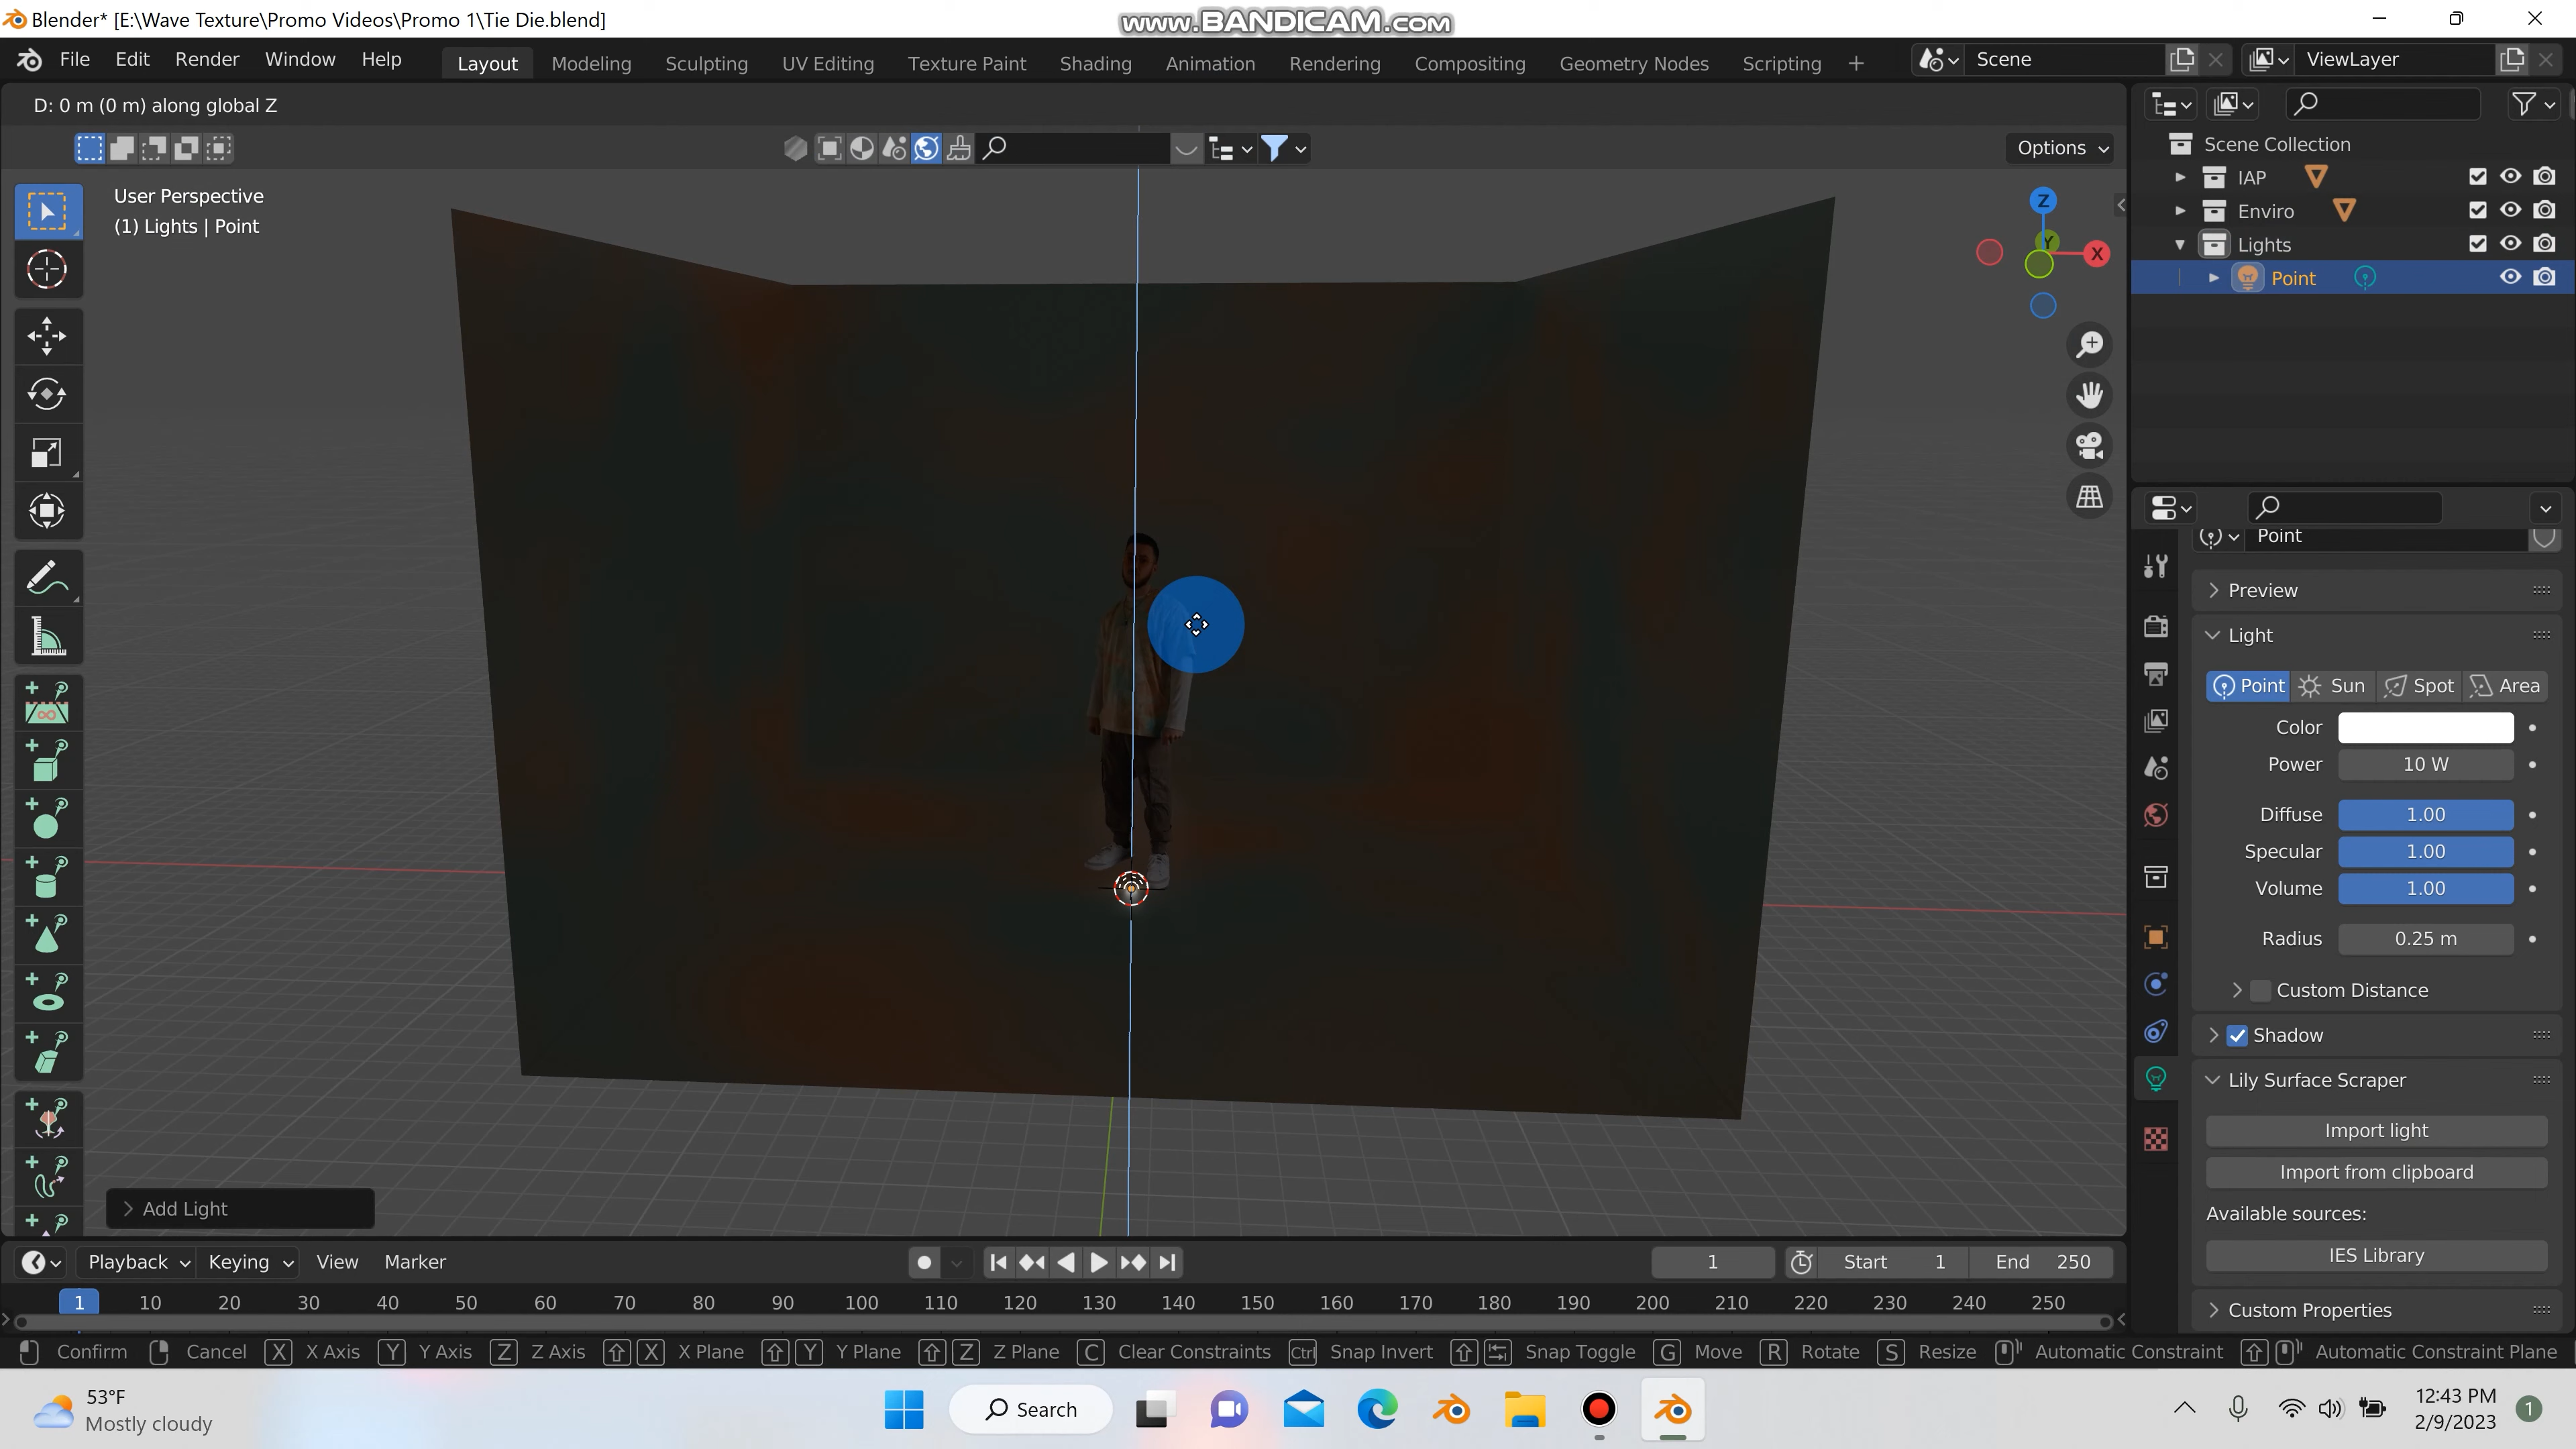 Blender* [E:\Wave Texture\Promo Videos\Promo 1\Tie Die.blend]
www.BANDICAM.com
File Edit Render Window Help
Layout Modeling Sculpting UV Editing Texture Paint Shading Animation Rendering Compositing Geometry Nodes Scripting +
Scene
ViewLayer
D: 0 m (0 m) along global Z
Options
User Perspective
(1) Lights | Point
Z
Y
X
Scene Collection
IAP
Enviro
Lights
Point
Point
Preview
Light
Point Sun Spot Area
Color
Power 10 W
Diffuse 1.00
Specular 1.00
Volume 1.00
Radius 0.25 m
Custom Distance
Shadow
Lily Surface Scraper
Import light
Import from clipboard
Available sources:
IES Library
Custom Properties
Add Light
Playback Keying View Marker
1
Start 1
End 250
1 10 20 30 40 50 60 70 80 90 100 110 120 130 140 150 160 170 180 190 200 210 220 230 240 250
Confirm Cancel X X Axis Y Y Axis Z Z Axis X X Plane Y Y Plane Z Z Plane C Clear Constraints Ctrl Snap Invert Snap Toggle G Move R Rotate S Resize Automatic Constraint Automatic Constraint Plane
53°F
Mostly cloudy
Search
12:43 PM
2/9/2023
1